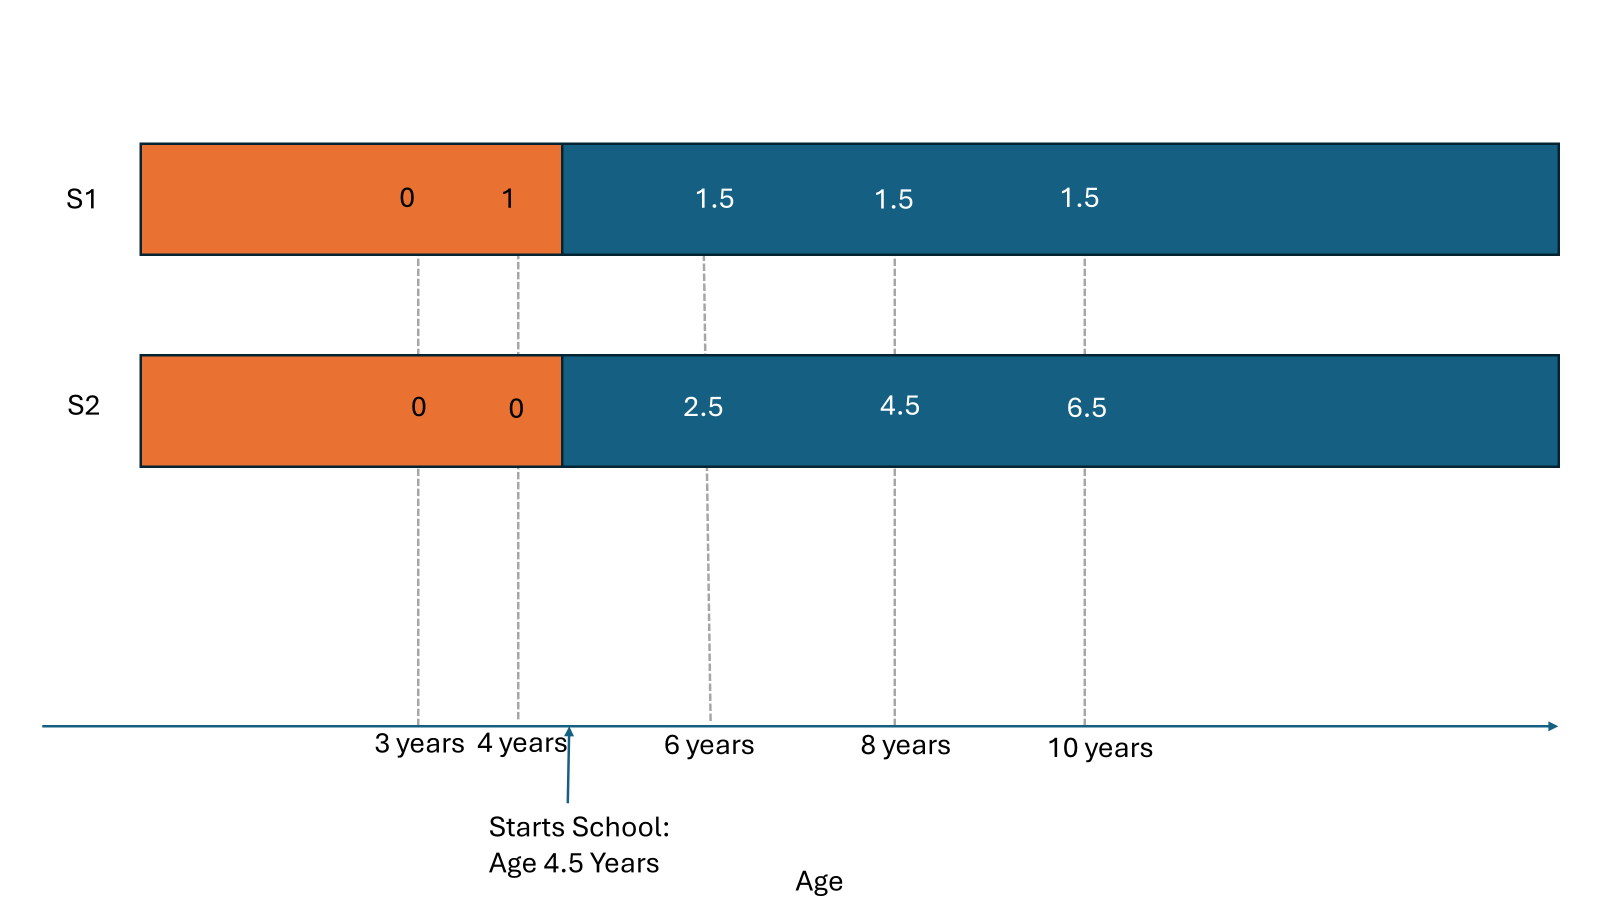 S1
0
1
1.5
1.5
1.5
S2
0
0
2.5
4.5
6.5
3 years
4 years
6 years
8 years
10 years
Starts School:
Age 4.5 Years
Age